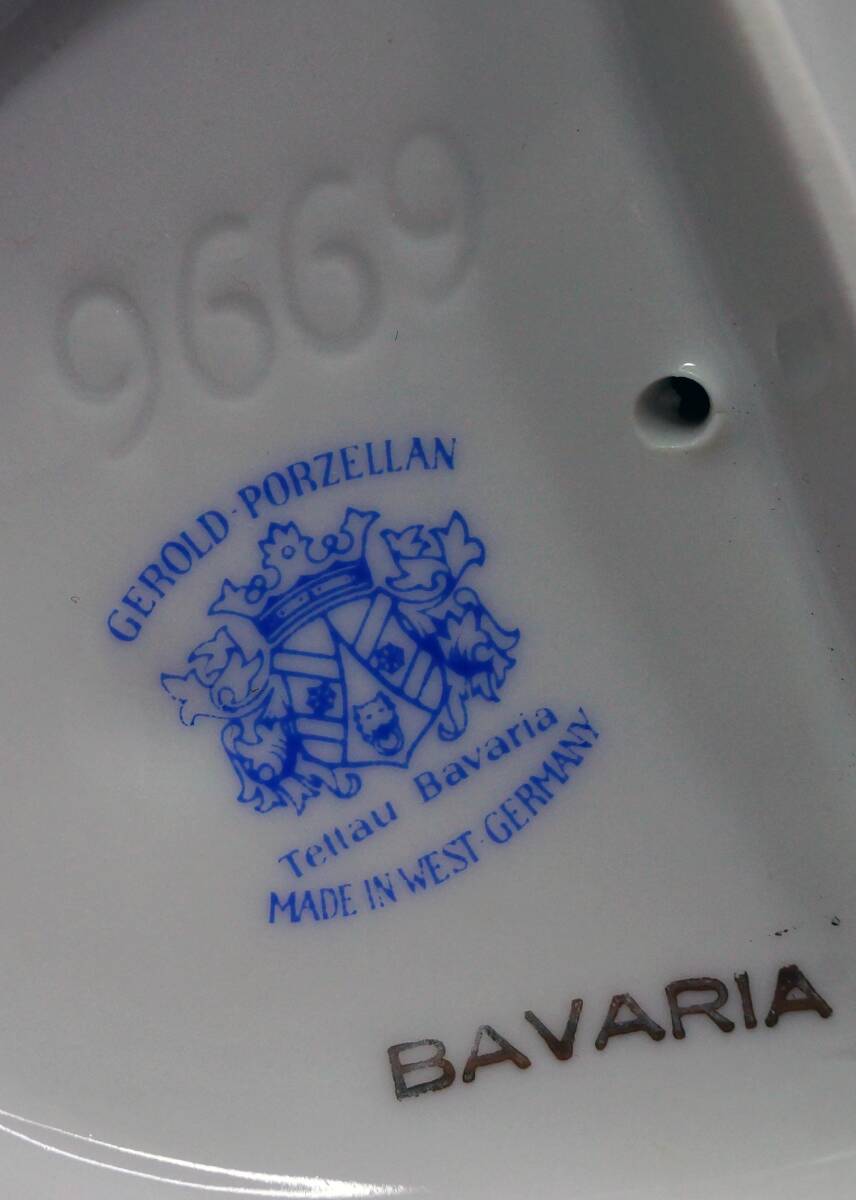 9669
GEROLD-PORZELLAN
Tettau Bavaria
MADE IN WEST-GERMANY
BAVARIA